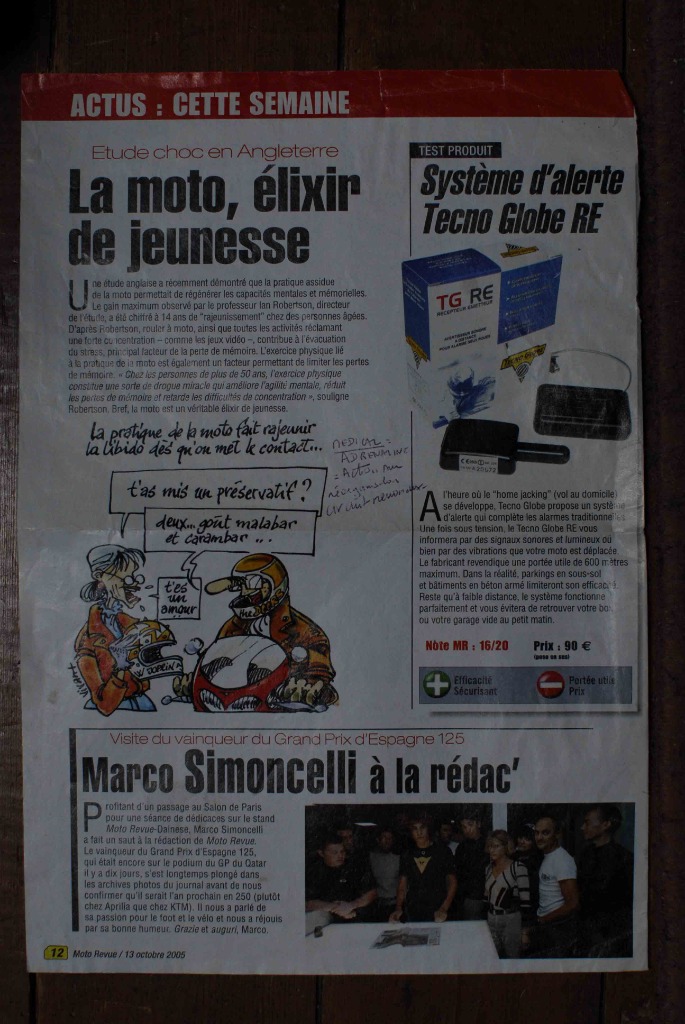 ACTUS : CETTE SEMAINE
Etude choc en Angleterre
La moto, élixir
de jeunesse
Une étude anglaise a récemment démontré que la pratique assidue
de la moto permettait de régénérer les capacités mentales et mémorielles.
Le gain maximum observé par le professeur Ian Robertson, directeur
de l'étude, a été chiffré à 14 ans de "rajeunissement" chez des personnes âgées.
D'après Robertson, rouler à moto, ainsi que toutes les activités réclamant
une forte concentration – comme les jeux vidéo –, contribue à l'évacuation
du stress, principal facteur de la perte de mémoire. L'exercice physique lié
à la pratique de la moto est également un facteur permettant de limiter les pertes
de mémoire. « Chez les personnes de plus de 50 ans, l'exercice physique
constitue une sorte de drogue miracle qui améliore l'agilité mentale, réduit
les pertes de mémoire et retarde les difficultés de concentration », souligne
Robertson. Bref, la moto est un véritable élixir de jeunesse.
La pratique de la moto fait rajeunir
la libido dès qu'on met le contact...
MEDICAL =
ADRENALINE
t'as mis un préservatif ?
deux... goût malabar
et carambar ...
t'es
un
amour
TEST PRODUIT
Système d'alerte
Tecno Globe RE
TG RE
RECEPTEUR EMETTEUR
A l'heure où le "home jacking" (vol au domicile)
se développe, Tecno Globe propose un système
d'alerte qui complète les alarmes traditionnelles.
Une fois sous tension, le Tecno Globe RE vous
informera par des signaux sonores et lumineux ou
bien par des vibrations que votre moto est déplacée.
Le fabricant revendique une portée utile de 600 mètres
maximum. Dans la réalité, parkings en sous-sol
et bâtiments en béton armé limiteront son efficacité.
Reste qu'à faible distance, le système fonctionne
parfaitement et vous évitera de retrouver votre box
ou votre garage vide au petit matin.
Note MR : 16/20 Prix : 90 €
Efficacité
Sécurisant
Portée utile
Prix
Visite du vainqueur du Grand Prix d'Espagne 125
Marco Simoncelli à la rédac'
Profitant d'un passage au Salon de Paris
pour une séance de dédicaces sur le stand
Moto Revue-Dainese, Marco Simoncelli
a fait un saut à la rédaction de Moto Revue.
Le vainqueur du Grand Prix d'Espagne 125,
qui était encore sur le podium du GP du Qatar
il y a dix jours, s'est longtemps plongé dans
les archives photos du journal avant de nous
confirmer qu'il serait l'an prochain en 250 (plutôt
chez Aprilia que chez KTM). Il nous a parlé de
sa passion pour le foot et le vélo et nous a réjouis
par sa bonne humeur. Grazie et auguri, Marco.
12 Moto Revue / 13 octobre 2005